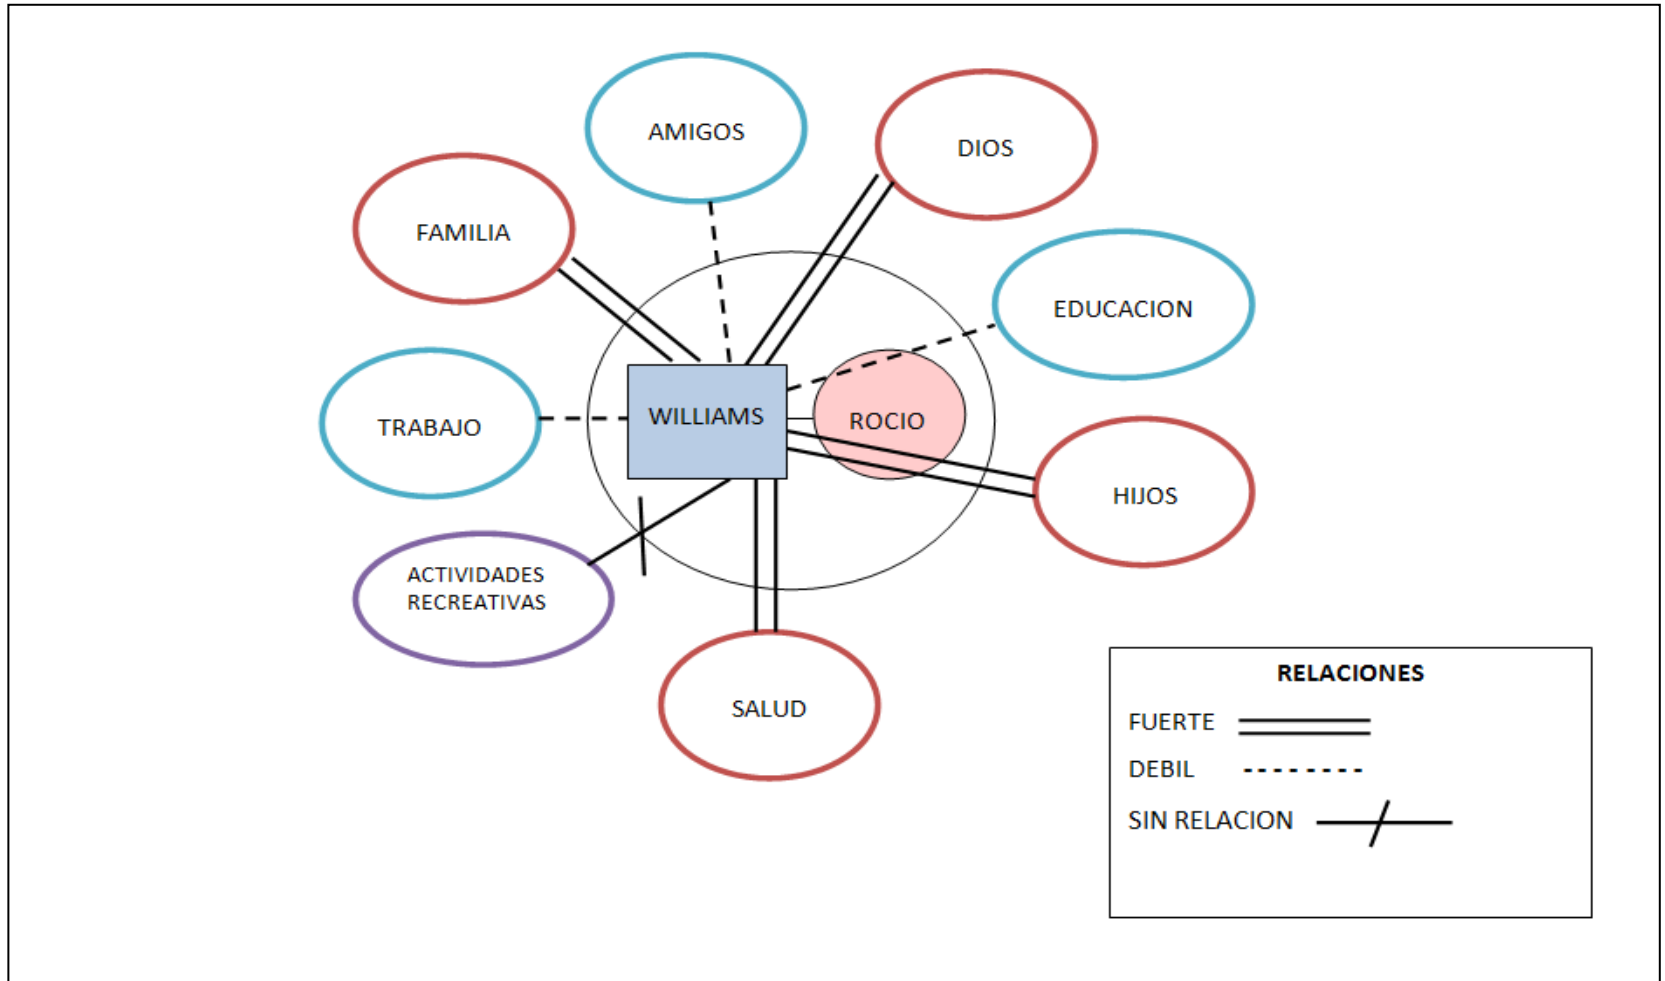 AMIGOS
DIOS
FAMILIA
EDUCACION
WILLIAMS
ROCIO
TRABAJO
HIJOS
ACTIVIDADES
RECREATIVAS
SALUD
RELACIONES
FUERTE
DEBIL
SIN RELACION